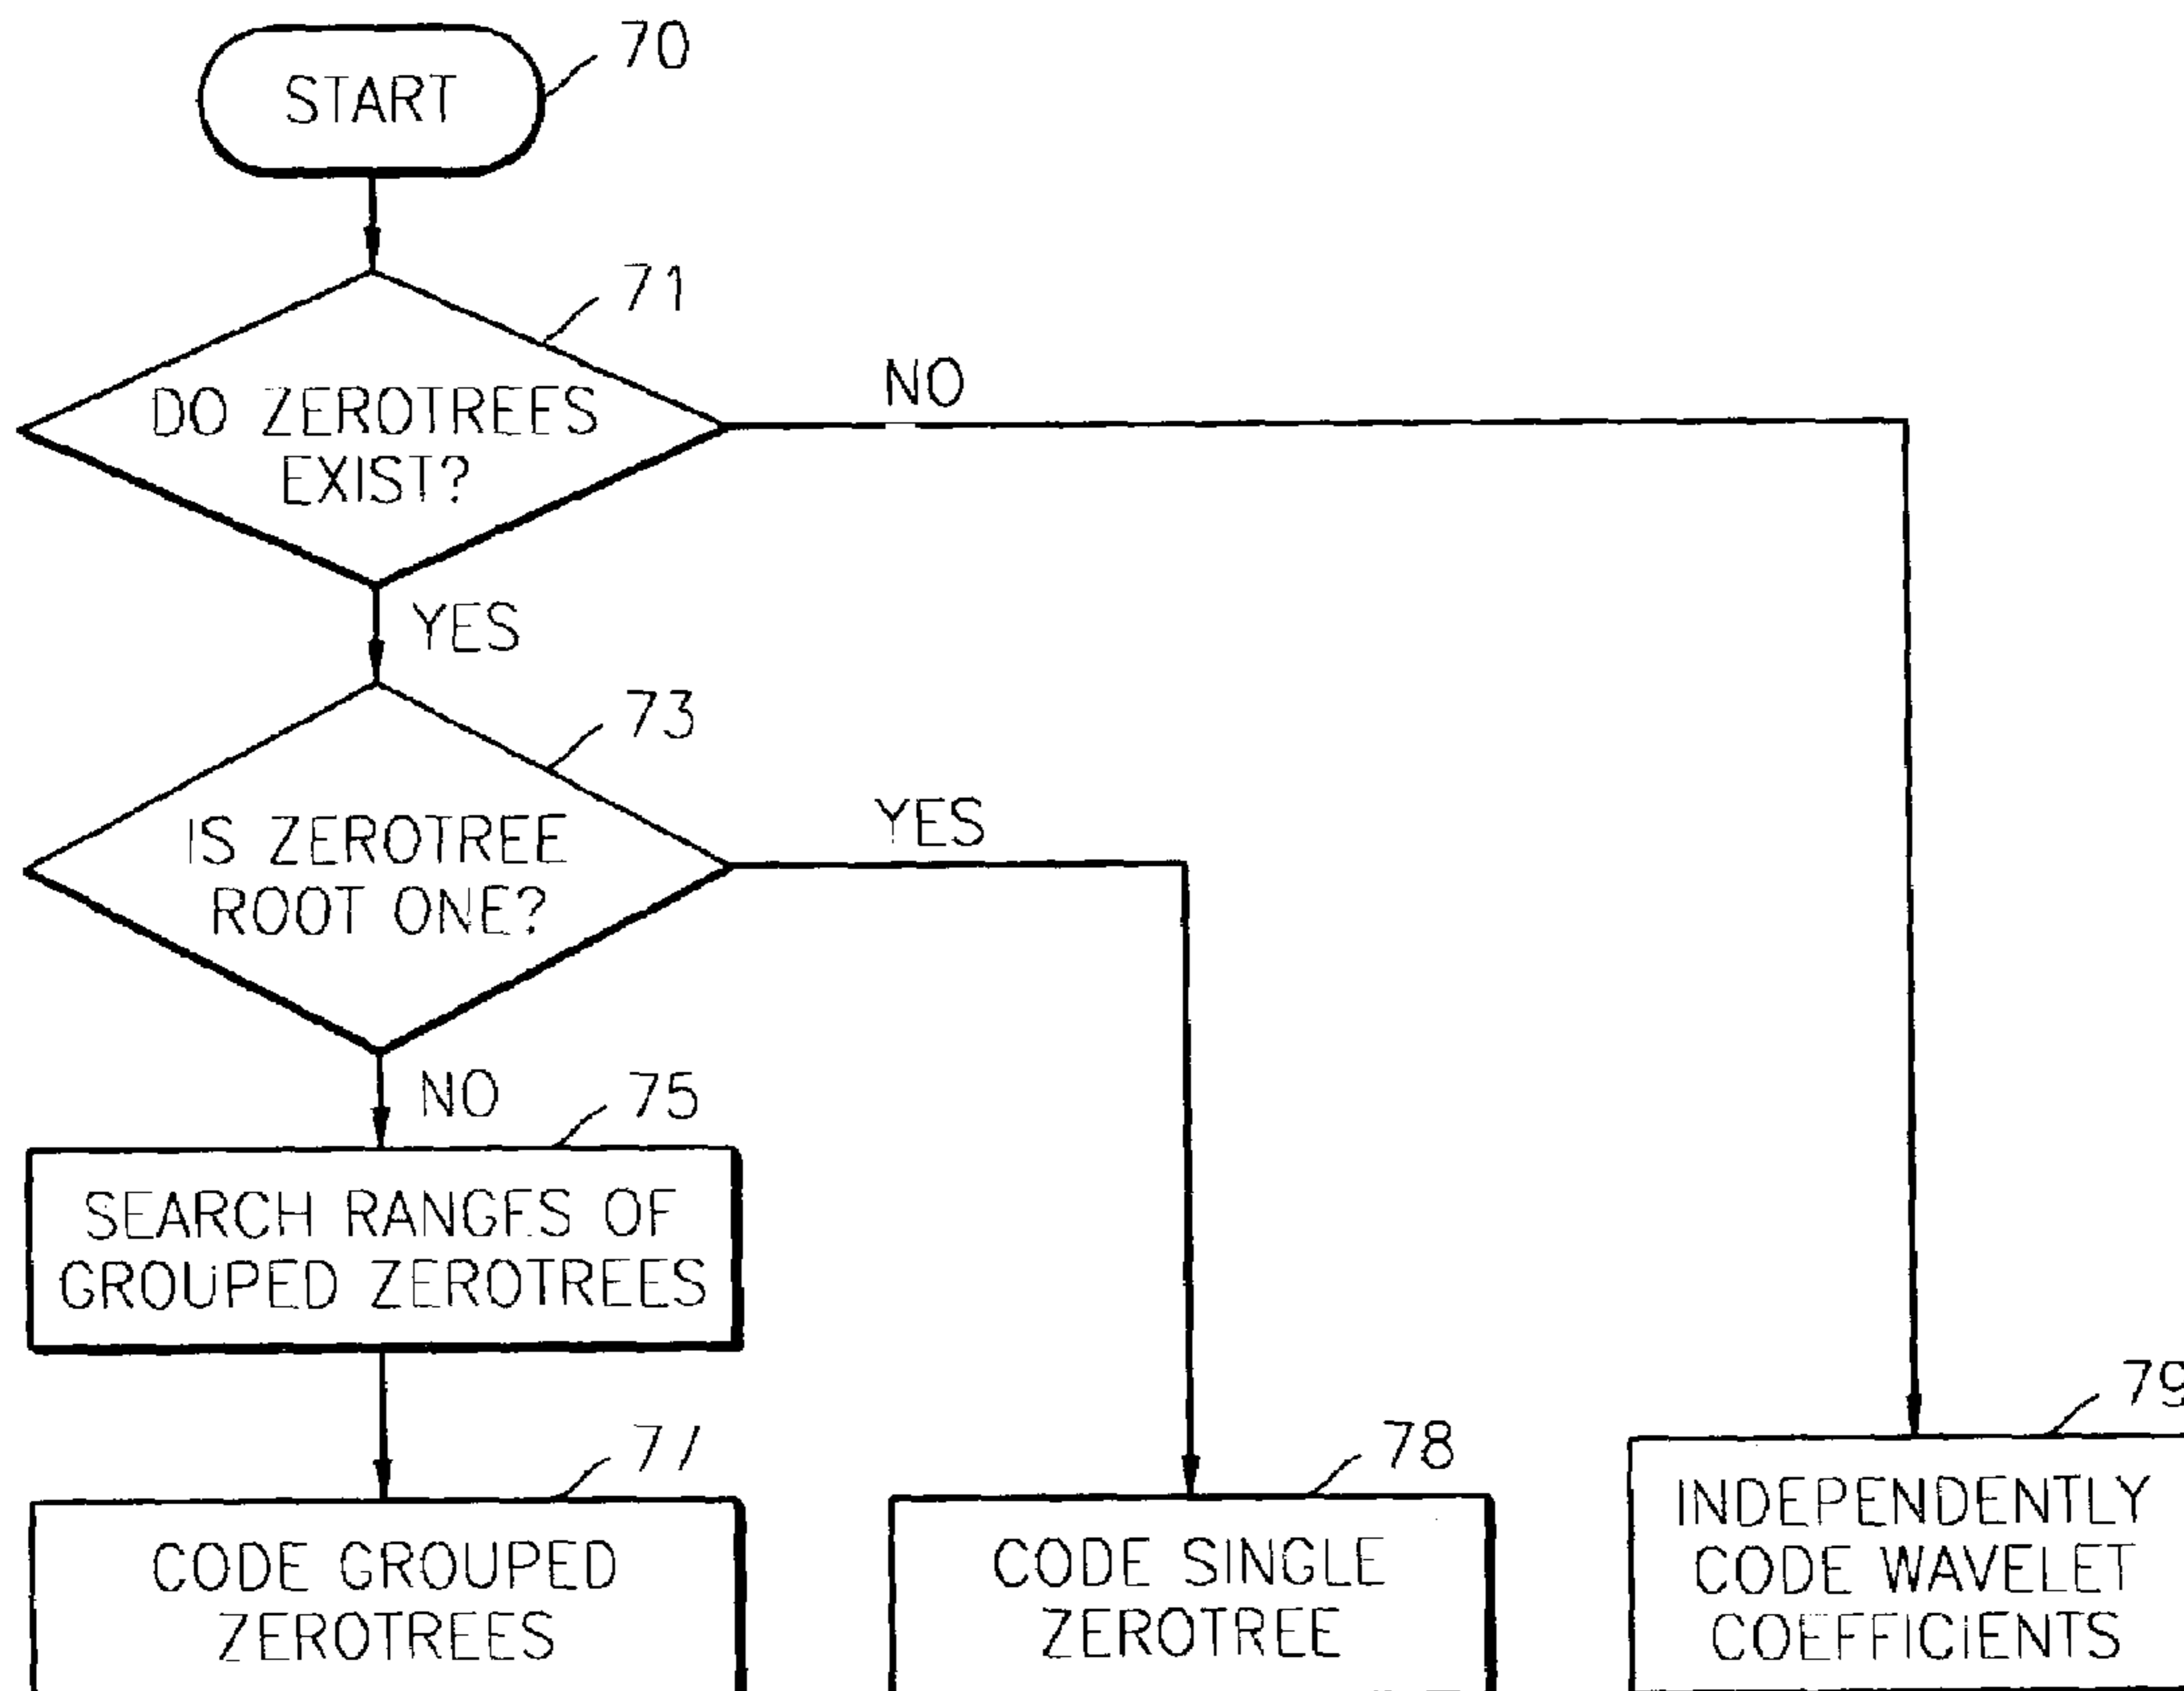 70
START
71
DO ZEROTREES
EXIST?
NO
YES
73
IS ZEROTREE
ROOT ONE?
YES
NO
75
SEARCH RANGES OF
GROUPED ZEROTREES
77
CODE GROUPED
ZEROTREES
78
CODE SINGLE
ZEROTREE
79
INDEPENDENTLY
CODE WAVELET
COEFFICIENTS